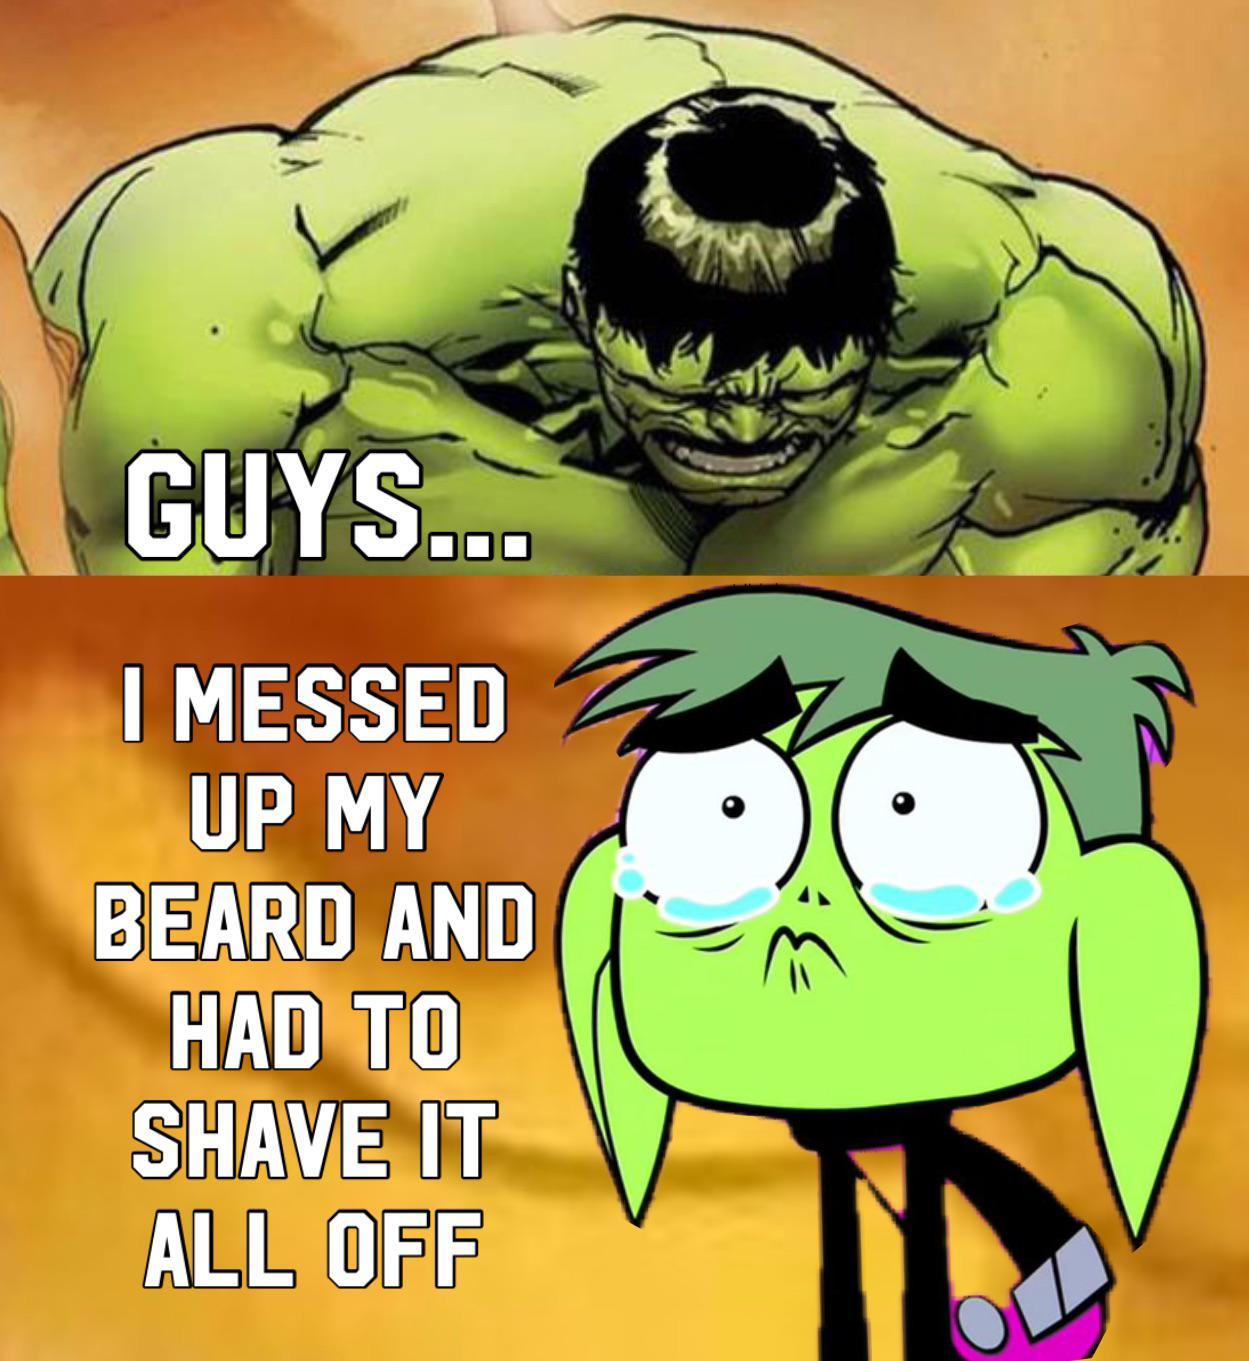 GUYS...
I MESSED
UP MY
BEARD AND
HAD TO
SHAVE IT
ALL OFF